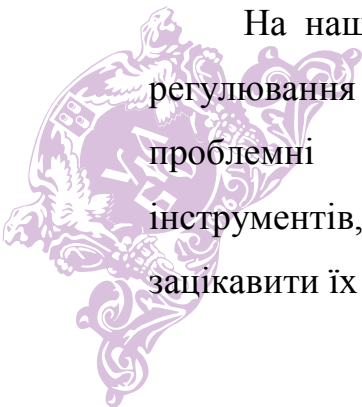 На наш
регулювання
проблемні
інструментів,
зацікавити їх